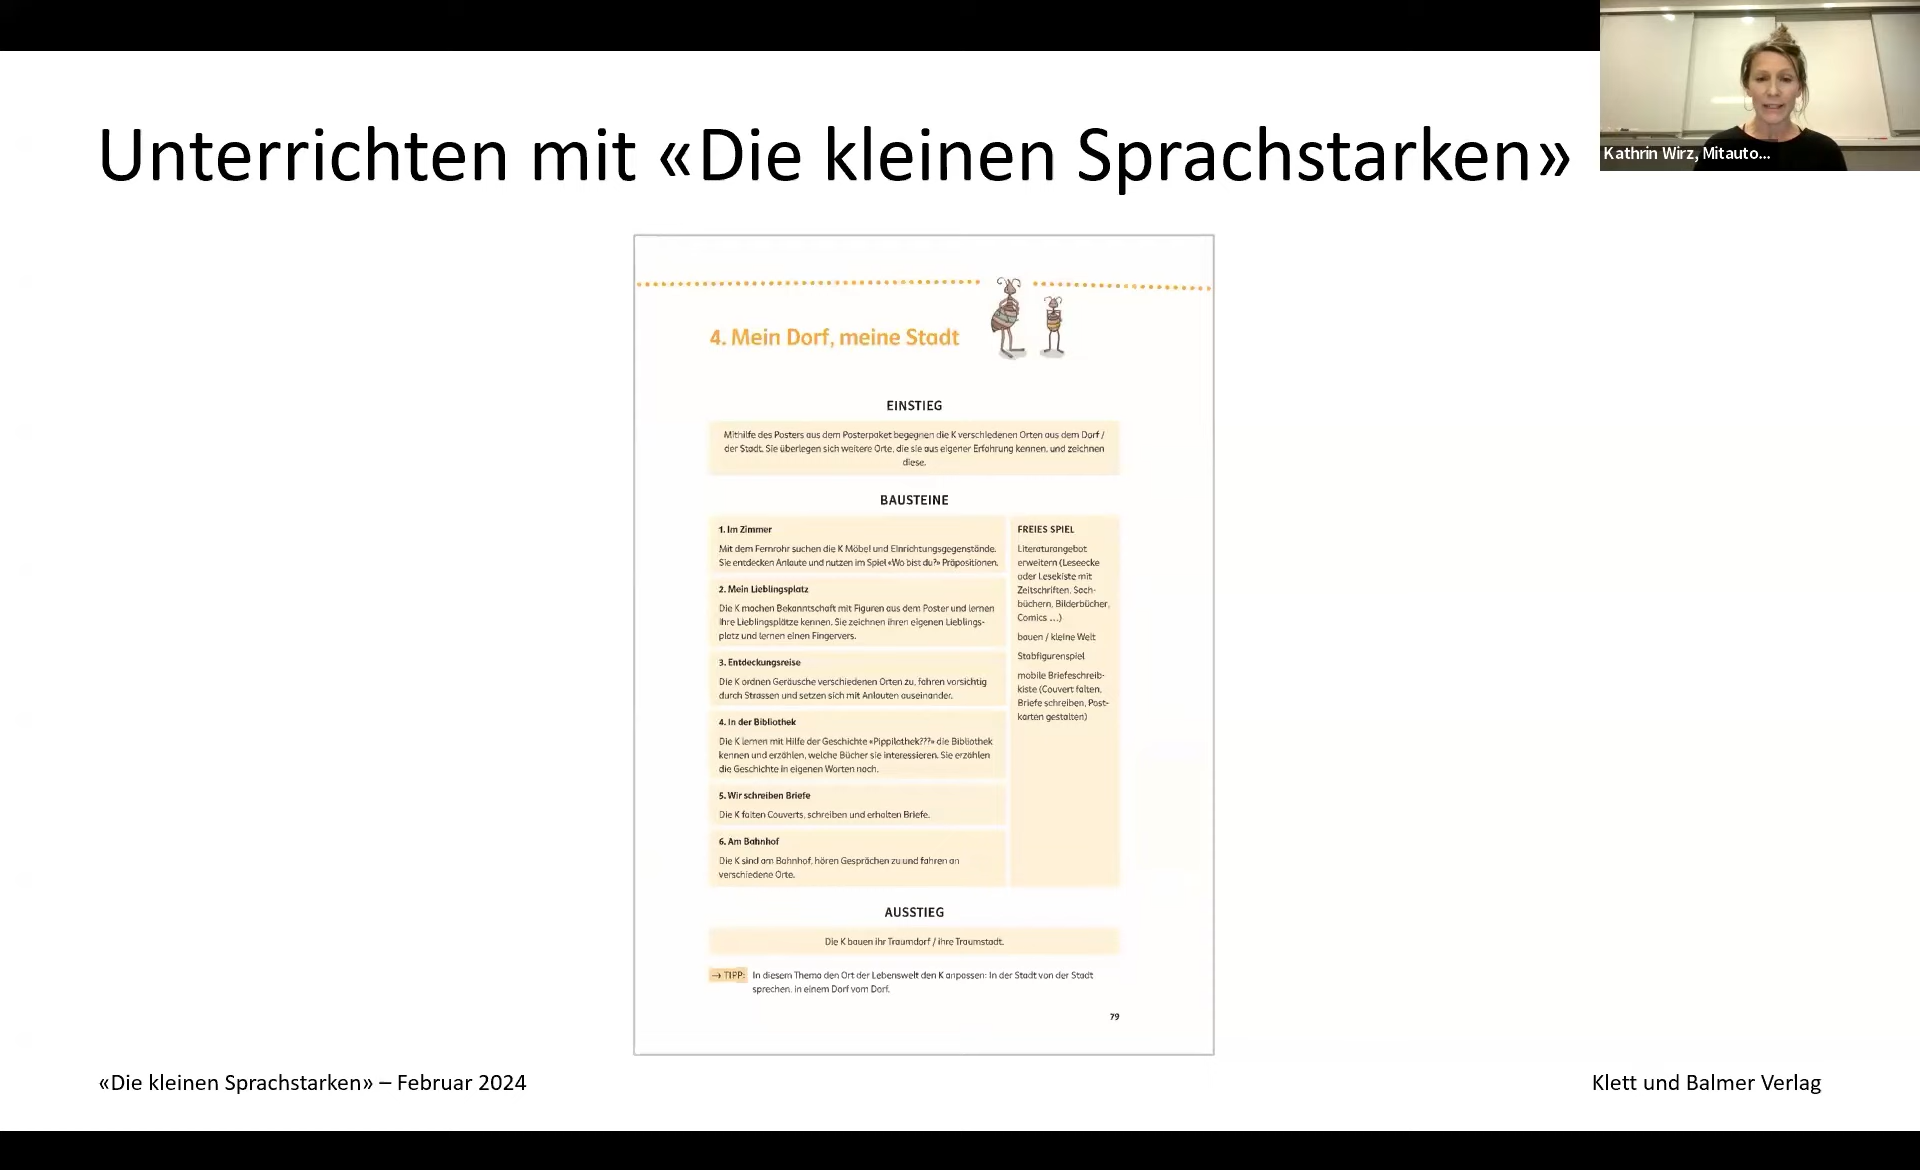 Unterrichten mit «Die kleinen Sprachstarken»
Kathrin Wirz, Mitauto...
4. Mein Dorf, meine Stadt
EINSTIEG
Mithilfe des Posters aus dem Posterpaket begegnen die K verschiedenen Orten aus dem Dorf /
der Stadt. Sie überlegen sich weitere Orte, die sie aus eigener Erfahrung kennen, und zeichnen
diese.
BAUSTEINE
1. Im Zimmer
Mit dem Fernrohr suchen die K Möbel und Einrichtungsgegenstände.
Sie entdecken Anlaute und nutzen im Spiel «Wo bist du?» Präpositionen.
2. Mein Lieblingsplatz
Die K machen Bekanntschaft mit Figuren aus dem Poster und lernen
ihre Lieblingsplätze kennen. Sie zeichnen ihren eigenen Lieblings-
platz und lernen einen Fingervers.
3. Entdeckungsreise
Die K ordnen Geräusche verschiedenen Orten zu, fahren vorsichtig
durch Strassen und setzen sich mit Anlauten auseinander.
4. In der Bibliothek
Die K lernen mit Hilfe der Geschichte «Pippilothek???» die Bibliothek
kennen und erzählen, welche Bücher sie interessieren. Sie erzählen
die Geschichte in eigenen Worten nach.
5. Wir schreiben Briefe
Die K falten Couverts, schreiben und erhalten Briefe.
6. Am Bahnhof
Die K sind am Bahnhof, hören Gesprächen zu und fahren an
verschiedene Orte.
FREIES SPIEL
Literaturangebot
erweitern (Leseecke
oder Lesekiste mit
Zeitschriften, Sach-
büchern, Bilderbücher,
Comics ...)
bauen / kleine Welt
Stabfigurenspiel
mobile Briefeschreib-
kiste (Couvert falten,
Briefe schreiben, Post-
karten gestalten)
AUSSTIEG
Die K bauen ihr Traumdorf / ihre Traumstadt.
→ TIPP: In diesem Thema den Ort der Lebenswelt den K anpassen: In der Stadt von der Stadt
sprechen, in einem Dorf vom Dorf.
79
«Die kleinen Sprachstarken» – Februar 2024
Klett und Balmer Verlag